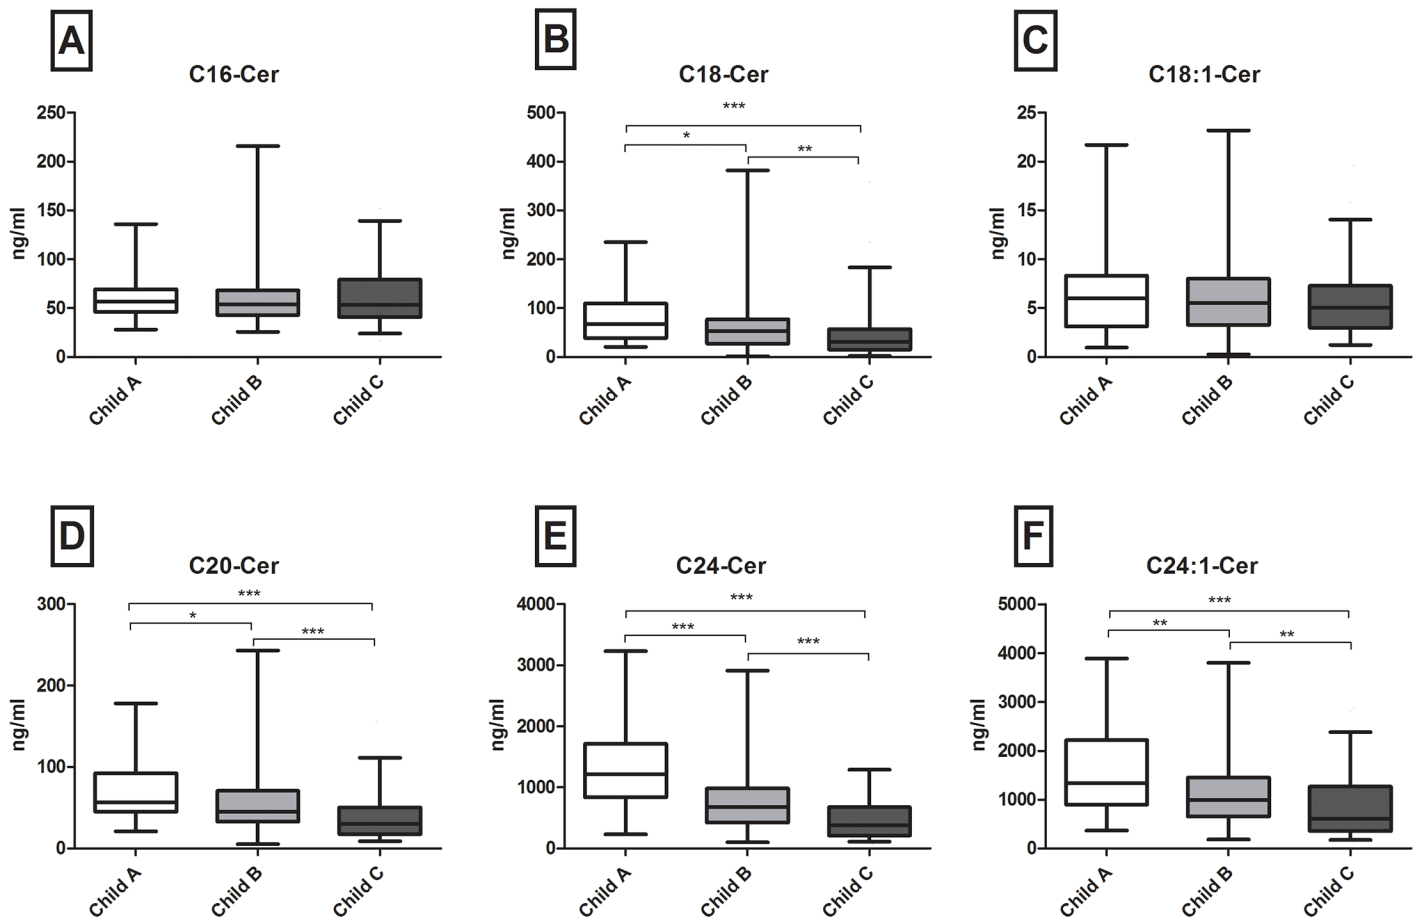 A
C16-Cer
250
200
150
100
50
0
ng/ml
Child A
Child B
Child C
B
C18-Cer
***
*
**
500
400
300
200
100
0
ng/ml
Child A
Child B
Child C
C
C18:1-Cer
25
20
15
10
5
0
ng/ml
Child A
Child B
Child C
D
C20-Cer
***
*
***
300
200
100
0
ng/ml
Child A
Child B
Child C
E
C24-Cer
***
***
***
4000
3000
2000
1000
0
ng/ml
Child A
Child B
Child C
F
C24:1-Cer
***
**
**
5000
4000
3000
2000
1000
0
ng/ml
Child A
Child B
Child C